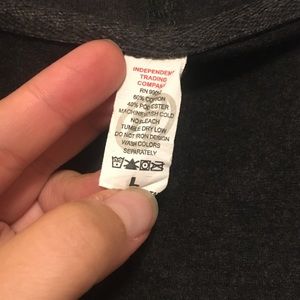 INDEPENDENT
TRADING
COMPANY
60% COTTON
40% POLYESTER
MACHINE WASH COLD
NO BLEACH
TUMBLE DRY LOW
DO NOT IRON DESIGN
WASH COLORS
SEPARATELY
L